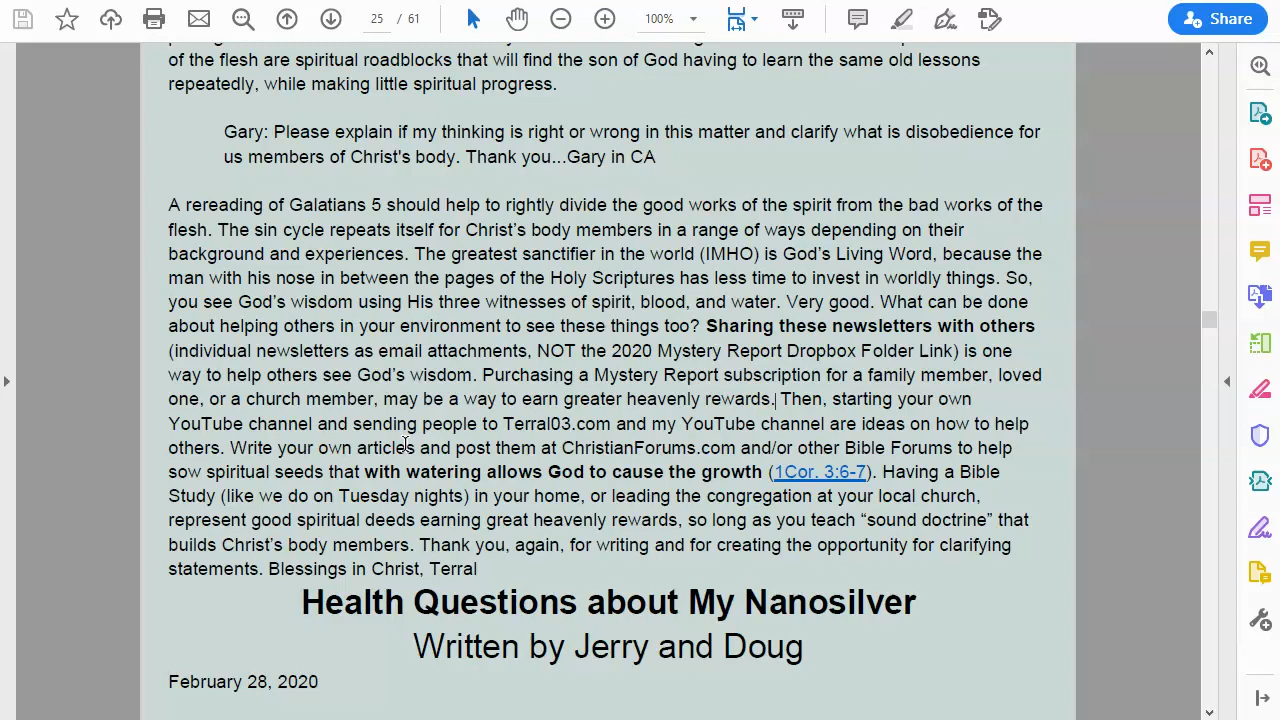 25 / 61
100%
Share
of the flesh are spiritual roadblocks that will find the son of God having to learn the same old lessons
repeatedly, while making little spiritual progress.
Gary: Please explain if my thinking is right or wrong in this matter and clarify what is disobedience for
us members of Christ's body. Thank you...Gary in CA
A rereading of Galatians 5 should help to rightly divide the good works of the spirit from the bad works of the
flesh. The sin cycle repeats itself for Christ’s body members in a range of ways depending on their
background and experiences. The greatest sanctifier in the world (IMHO) is God’s Living Word, because the
man with his nose in between the pages of the Holy Scriptures has less time to invest in worldly things. So,
you see God’s wisdom using His three witnesses of spirit, blood, and water. Very good. What can be done
about helping others in your environment to see these things too? Sharing these newsletters with others
(individual newsletters as email attachments, NOT the 2020 Mystery Report Dropbox Folder Link) is one
way to help others see God’s wisdom. Purchasing a Mystery Report subscription for a family member, loved
one, or a church member, may be a way to earn greater heavenly rewards. Then, starting your own
YouTube channel and sending people to Terral03.com and my YouTube channel are ideas on how to help
others. Write your own articles and post them at ChristianForums.com and/or other Bible Forums to help
sow spiritual seeds that with watering allows God to cause the growth (1Cor. 3:6-7). Having a Bible
Study (like we do on Tuesday nights) in your home, or leading the congregation at your local church,
represent good spiritual deeds earning great heavenly rewards, so long as you teach “sound doctrine” that
builds Christ’s body members. Thank you, again, for writing and for creating the opportunity for clarifying
statements. Blessings in Christ, Terral
Health Questions about My Nanosilver
Written by Jerry and Doug
February 28, 2020